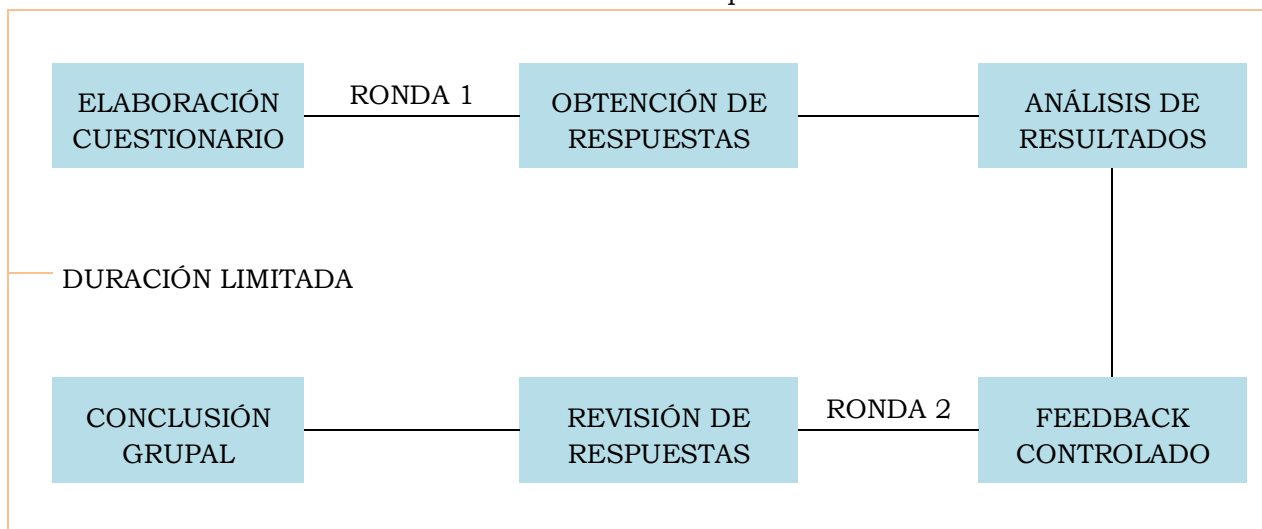 ELABORACIÓN
CUESTIONARIO
RONDA 1
OBTENCIÓN DE
RESPUESTAS
ANÁLISIS DE
RESULTADOS
DURACIÓN LIMITADA
CONCLUSIÓN
GRUPAL
REVISIÓN DE
RESPUESTAS
RONDA 2
FEEDBACK
CONTROLADO